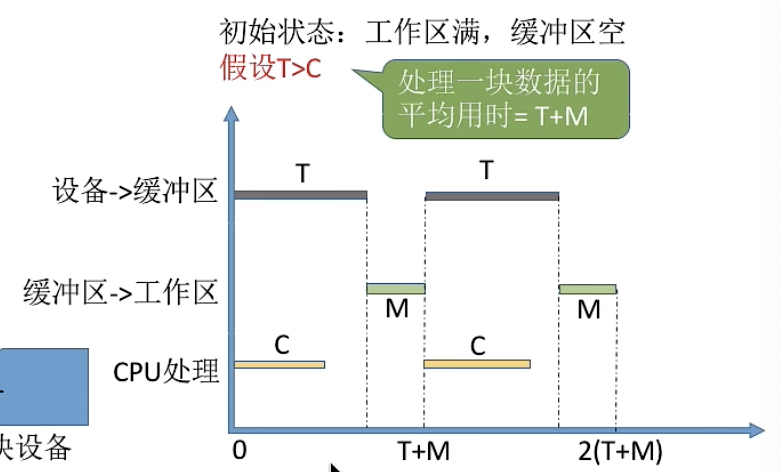 初始状态：工作区满，缓冲区空
假设T>C
处理一块数据的
平均用时= T+M
T
T
设备->缓冲区
缓冲区->工作区
M
M
C
C
CPU处理
块设备
0
T+M
2(T+M)